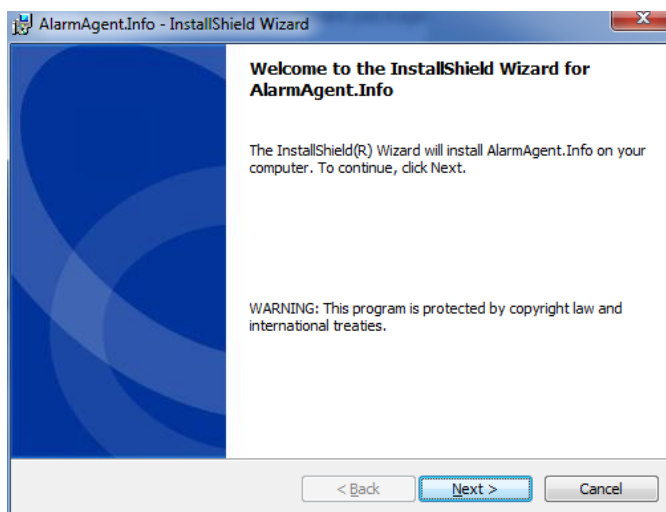 AlarmAgent.Info - InstallShield Wizard
Welcome to the InstallShield Wizard for
AlarmAgent.Info
The InstallShield(R) Wizard will install AlarmAgent.Info on your
computer. To continue, click Next.
WARNING: This program is protected by copyright law and
international treaties.
< Back
Next >
Cancel